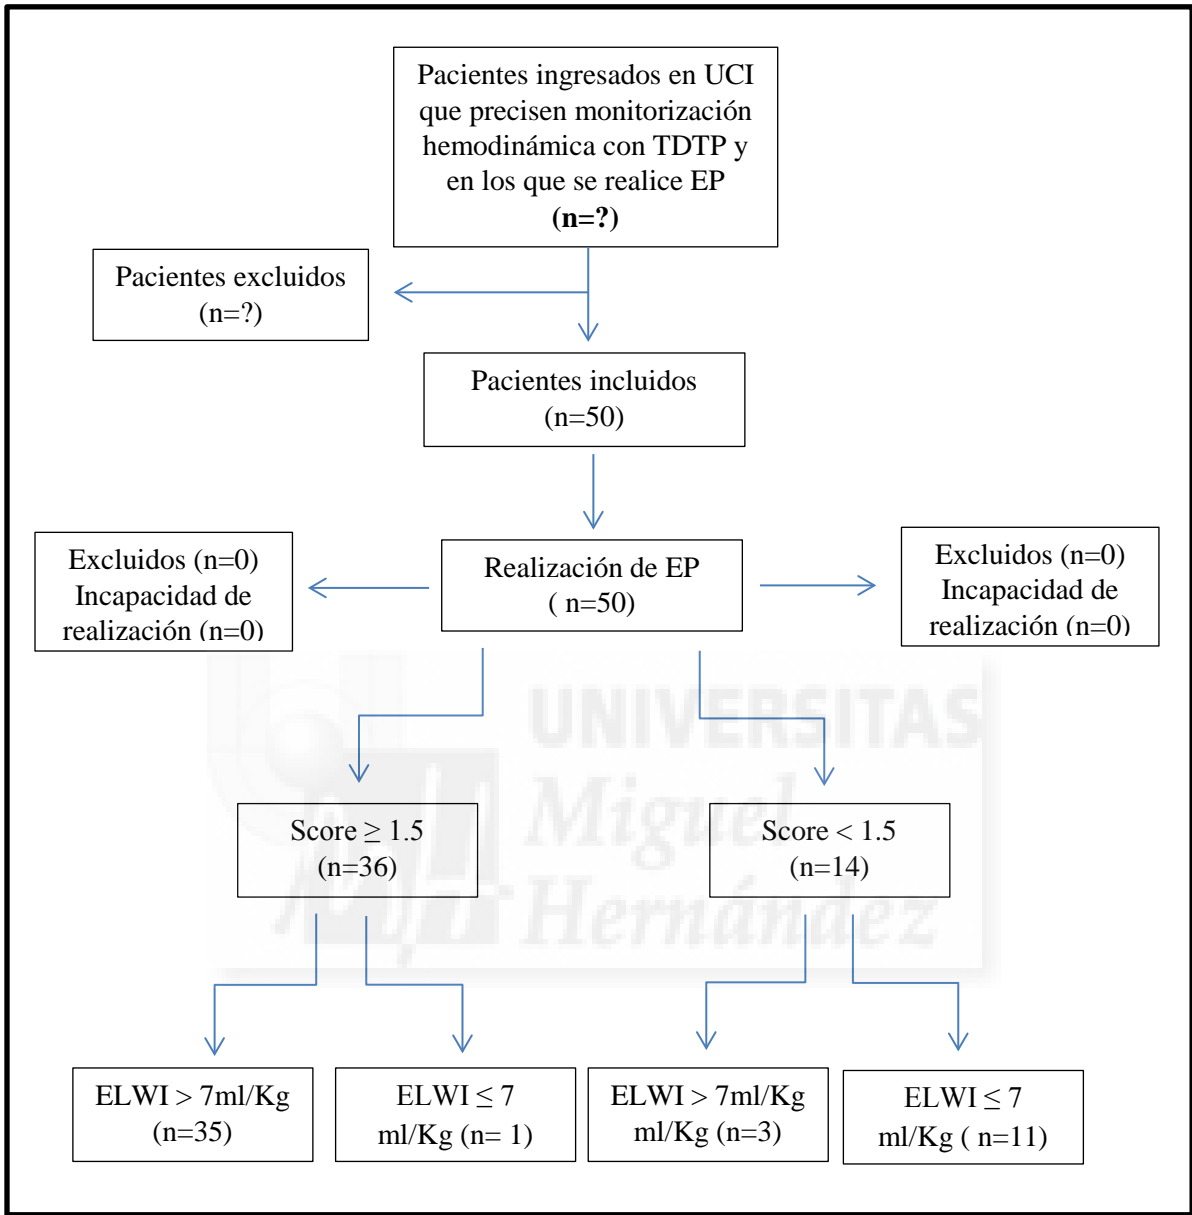 Pacientes ingresados en UCI
que precisen monitorización
hemodinámica con TDTP y
en los que se realice EP
(n=?)
Pacientes excluidos
(n=?)
Pacientes incluidos
(n=50)
Excluidos (n=0)
Incapacidad de
realización (n=0)
Realización de EP
( n=50)
Excluidos (n=0)
Incapacidad de
realización (n=0)
UNIVERSITAS
Miguel
Hernández
Score ≥ 1.5
(n=36)
Score < 1.5
(n=14)
ELWI > 7ml/Kg
(n=35)
ELWI ≤ 7
ml/Kg (n= 1)
ELWI > 7ml/Kg
ml/Kg (n=3)
ELWI ≤ 7
ml/Kg ( n=11)